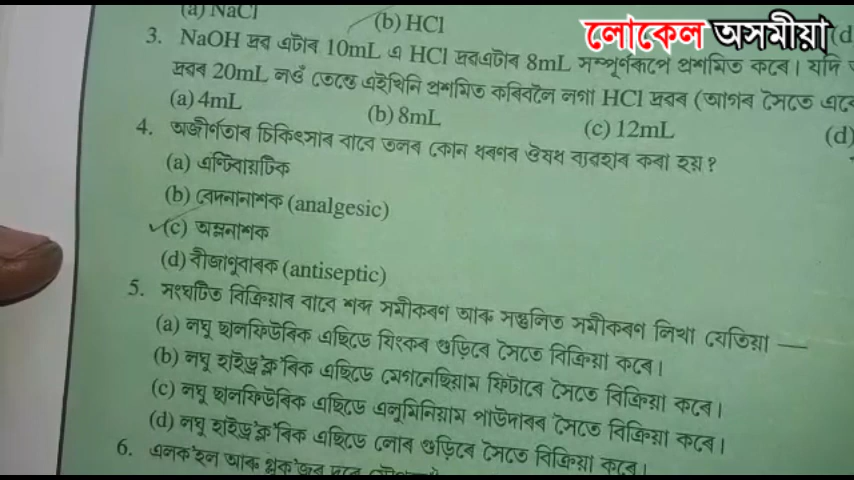 (a) NaCl (b) HCl (d
লোকেল অসমীয়া
3. NaOH দ্ৰৱ এটাৰ 10mL এ HCl দ্ৰৱএটাৰ 8mL সম্পূৰ্ণৰূপে প্ৰশমিত কৰে। যদি
দ্ৰৱৰ 20mL লওঁ তেন্তে এইখিনি প্ৰশমিত কৰিবলৈ লগা HCl দ্ৰৱৰ (আগৰ সৈতে একে
(a) 4mL (b) 8mL (c) 12mL (d)
4. অজীৰ্ণতাৰ চিকিৎসাৰ বাবে তলৰ কোন ধৰণৰ ঔষধ ব্যৱহাৰ কৰা হয়?
(a) এণ্টিবায়টিক
(b) বেদনানাশক (analgesic)
(c) অম্লনাশক
(d) বীজাণুবাৰক (antiseptic)
5. সংঘটিত বিক্ৰিয়াৰ বাবে শব্দ সমীকৰণ আৰু সন্তুলিত সমীকৰণ লিখা যেতিয়া —
(a) লঘু ছালফিউৰিক এছিডে যিংকৰ গুড়িৰে সৈতে বিক্ৰিয়া কৰে।
(b) লঘু হাইড্ৰ'ক্ল'ৰিক এছিডে মেগনেছিয়াম ফিটাৰে সৈতে বিক্ৰিয়া কৰে।
(c) লঘু ছালফিউৰিক এছিডে এলুমিনিয়াম পাউদাৰৰ সৈতে বিক্ৰিয়া কৰে।
(d) লঘু হাইড্ৰ'ক্ল'ৰিক এছিডে লোৰ গুড়িৰে সৈতে বিক্ৰিয়া কৰে।
6. এলক'হল আৰু গ্লুক'জৰ দৰে